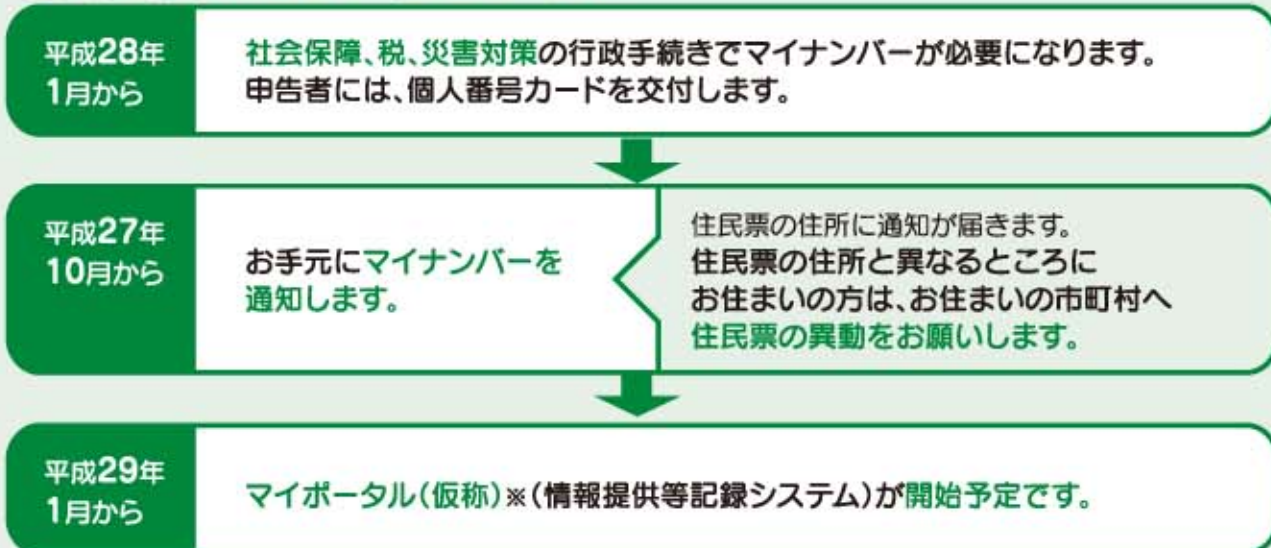 平成28年
1月から
社会保障、税、災害対策の行政手続きでマイナンバーが必要になります。
申告者には、個人番号カードを交付します。
平成27年
10月から
お手元にマイナンバーを
通知します。
住民票の住所に通知が届きます。
住民票の住所と異なるところに
お住まいの方は、お住まいの市町村へ
住民票の異動をお願いします。
平成29年
1月から
マイポータル(仮称)※(情報提供等記録システム)が開始予定です。